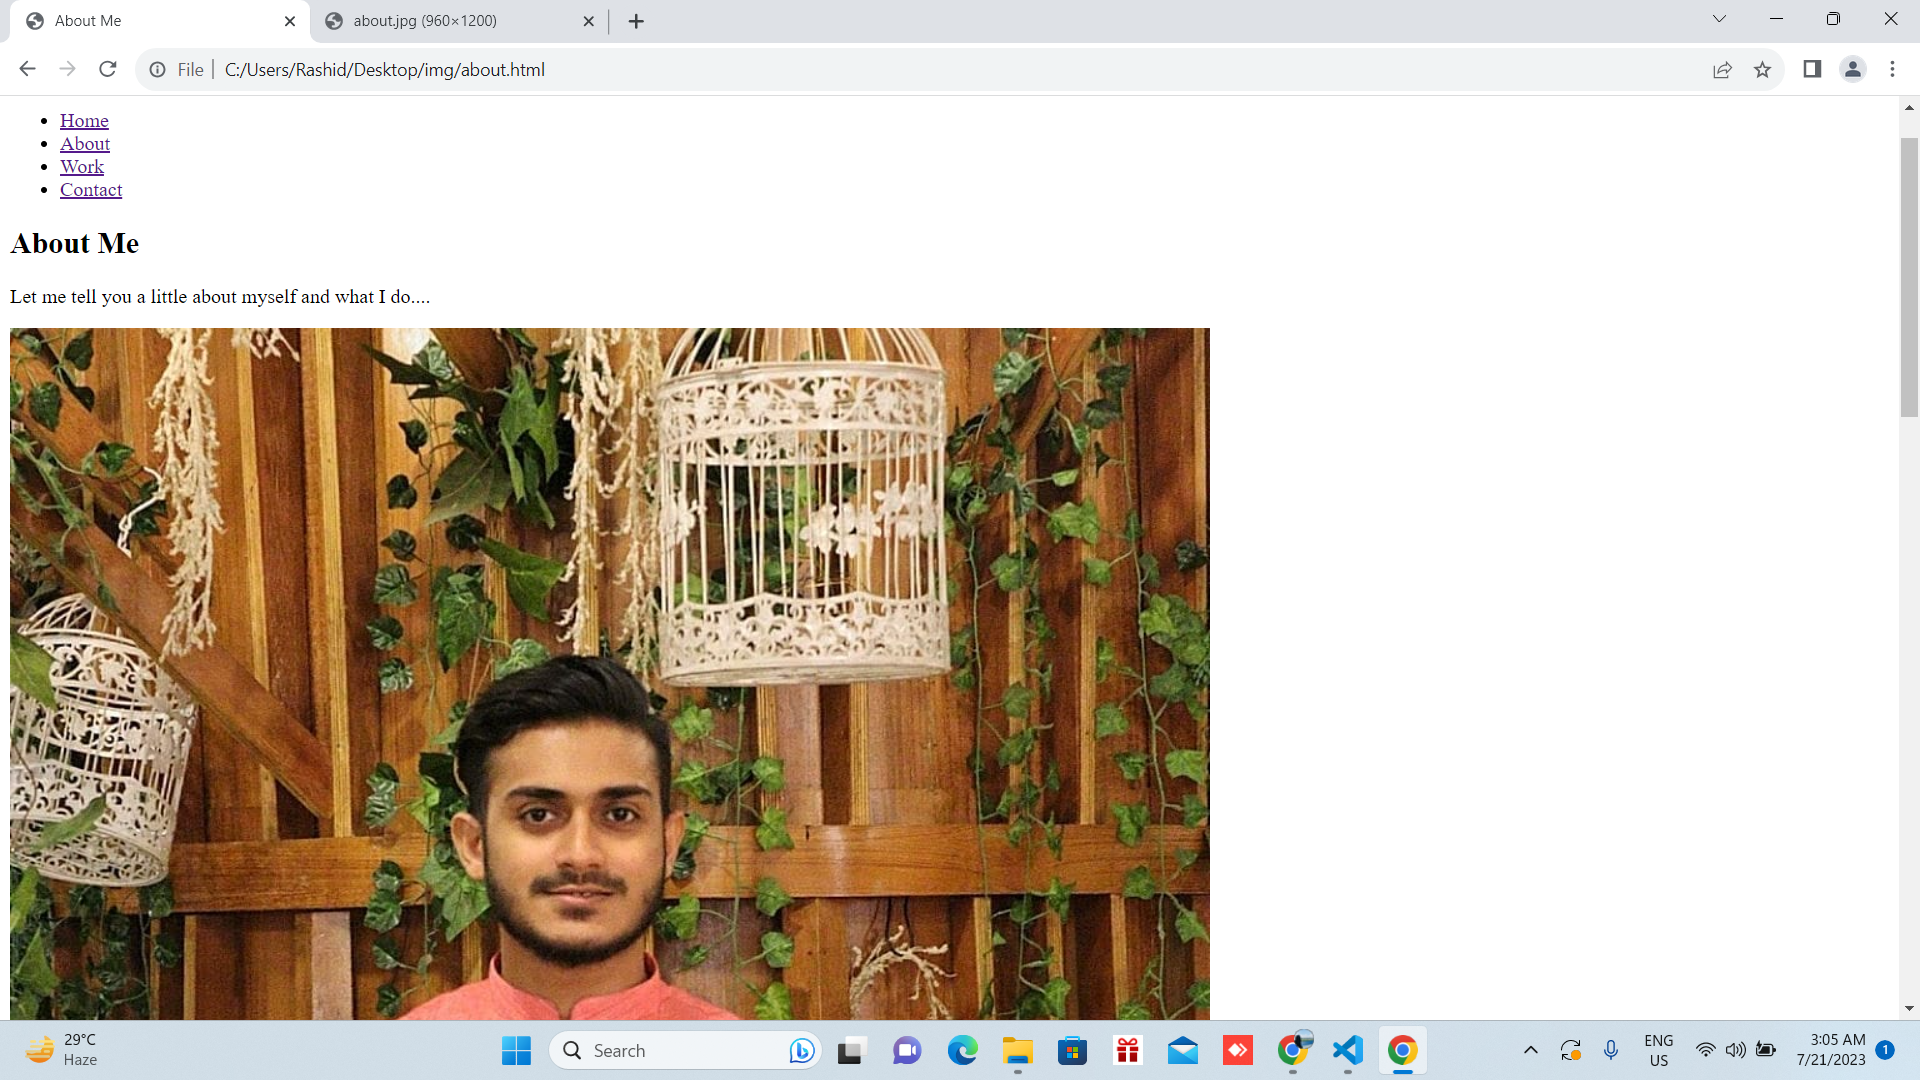 About Me
about.jpg (960×1200)
File
C:/Users/Rashid/Desktop/img/about.html
Home
About
Work
Contact
About Me
Let me tell you a little about myself and what I do....
29°C
Haze
Search
ENG
US
3:05 AM
7/21/2023
1